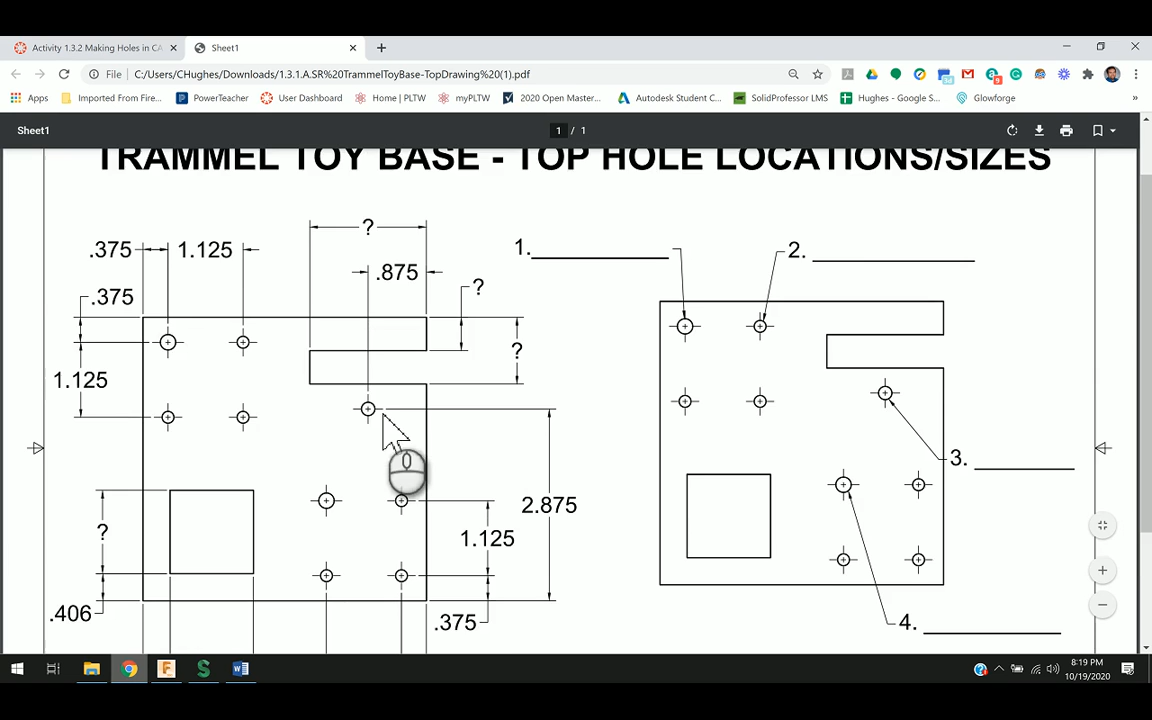 Activity 1.3.2 Making Holes in CA
Sheet1
File
C:/Users/CHughes/Downloads/1.3.1.A.SR%20TrammelToyBase-TopDrawing%20(1).pdf
Apps
Imported From Fire...
PowerTeacher
User Dashboard
Home | PLTW
myPLTW
2020 Open Master...
Autodesk Student C...
SolidProfessor LMS
Hughes - Google S...
Glowforge
Sheet1
1 / 1
TRAMMEL TOY BASE - TOP HOLE LOCATIONS/SIZES
?
.375
1.125
.875
.375
?
?
1.125
2.875
?
1.125
.406
.375
1.
2.
3.
4.
8:19 PM
10/19/2020